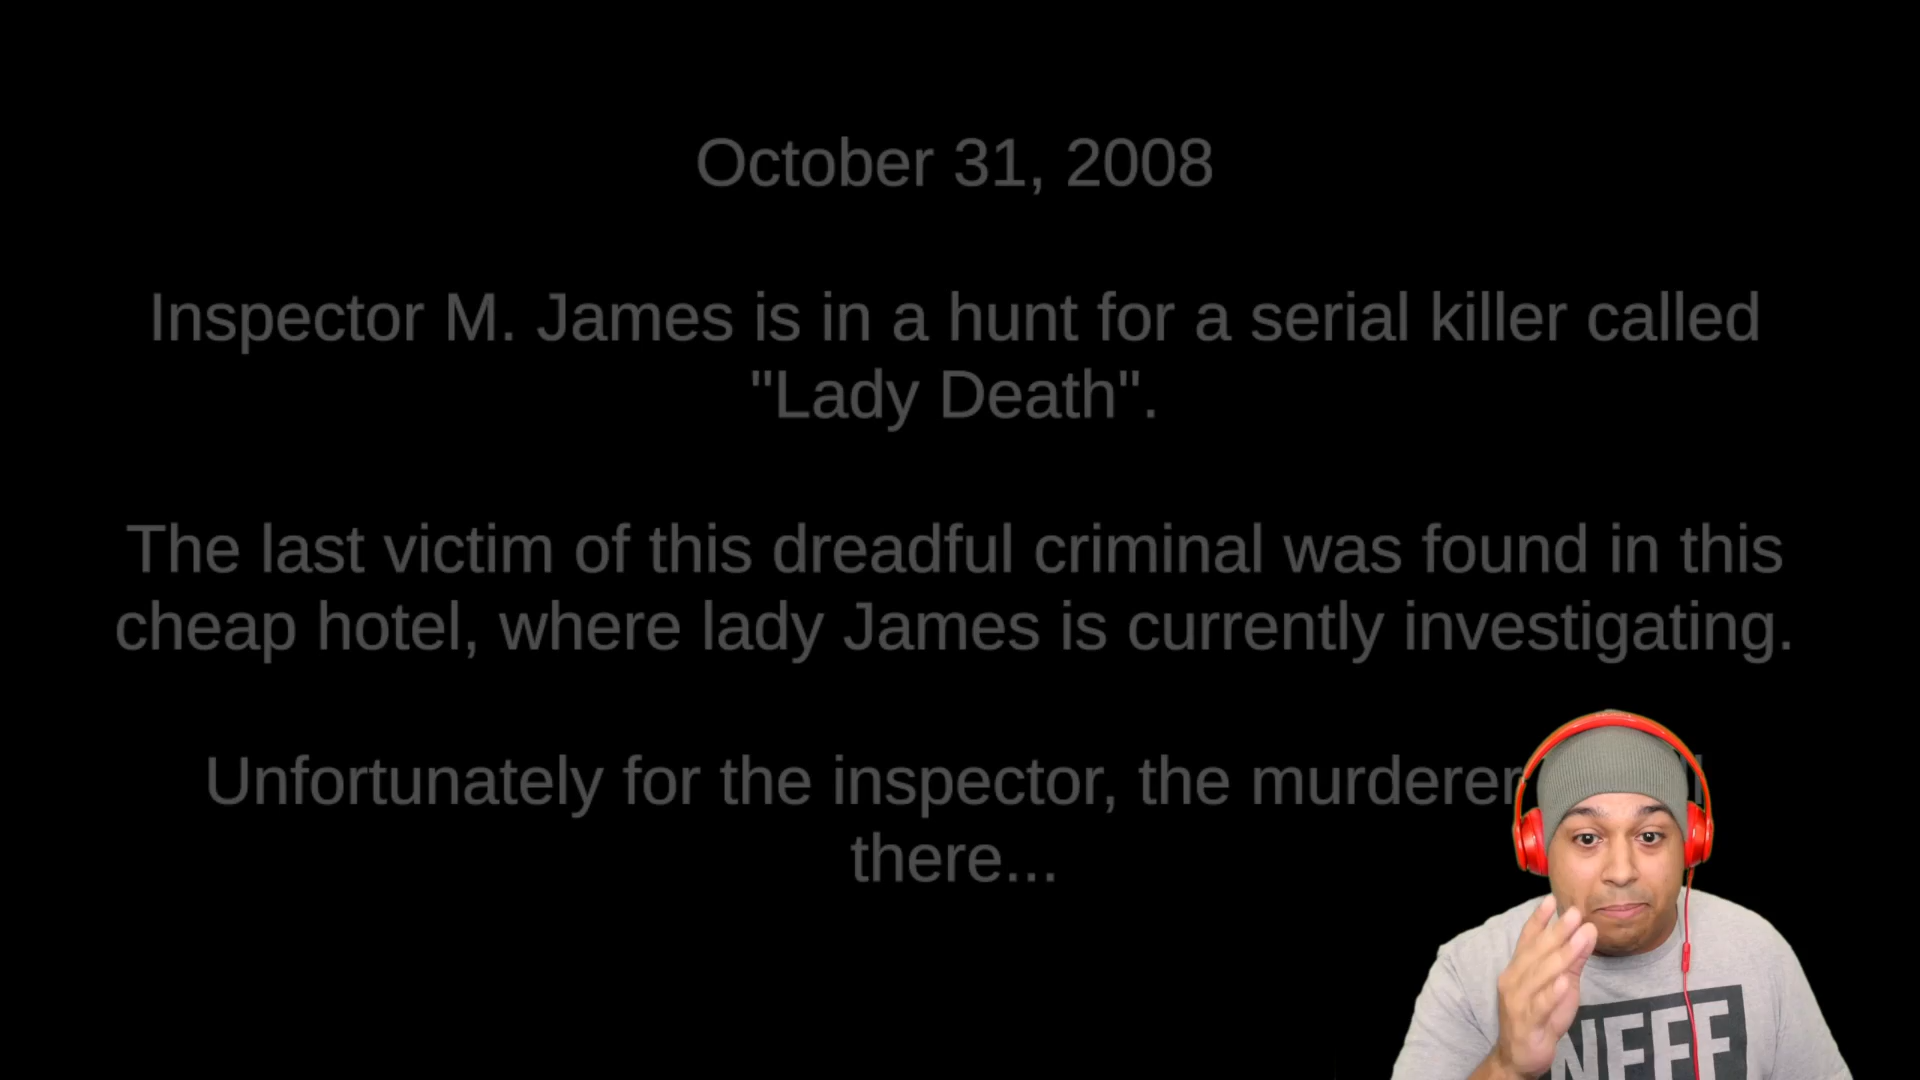 October 31, 2008
Inspector M. James is in a hunt for a serial killer called
"Lady Death".
The last victim of this dreadful criminal was found in this
cheap hotel, where lady James is currently investigating.
Unfortunately for the inspector, the murderer
there...
NEFF